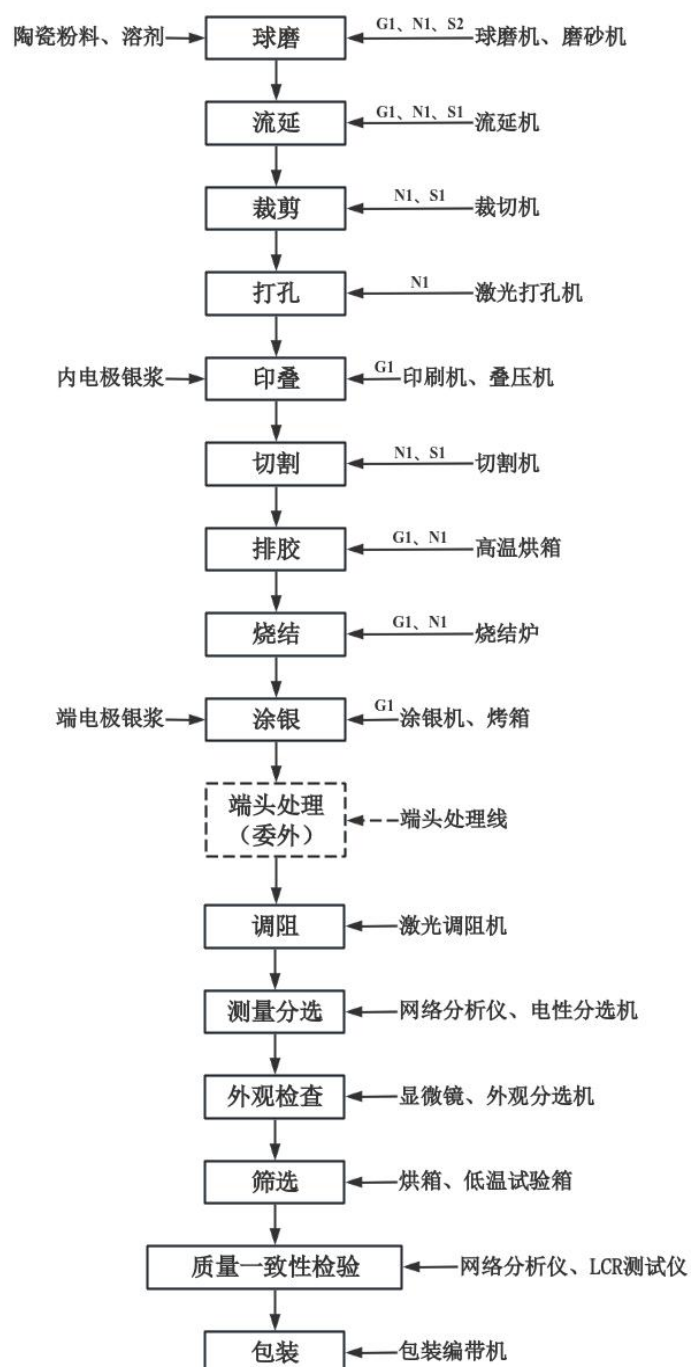 陶瓷粉料、溶剂 球磨 G1、N1、S2 球磨机、磨砂机
流延 G1、N1、S1 流延机
裁剪 N1、S1 裁切机
打孔 N1 激光打孔机
内电极银浆 印叠 G1 印刷机、叠压机
切割 N1、S1 切割机
排胶 G1、N1 高温烘箱
烧结 G1、N1 烧结炉
端电极银浆 涂银 G1 涂银机、烤箱
端头处理
（委外） 端头处理线
调阻 激光调阻机
测量分选 网络分析仪、电性分选机
外观检查 显微镜、外观分选机
筛选 烘箱、低温试验箱
质量一致性检验 网络分析仪、LCR测试仪
包装 包装编带机